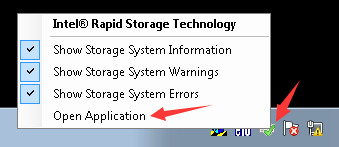 Intel® Rapid Storage Technology
Show Storage System Information
Show Storage System Warnings
Show Storage System Errors
Open Application